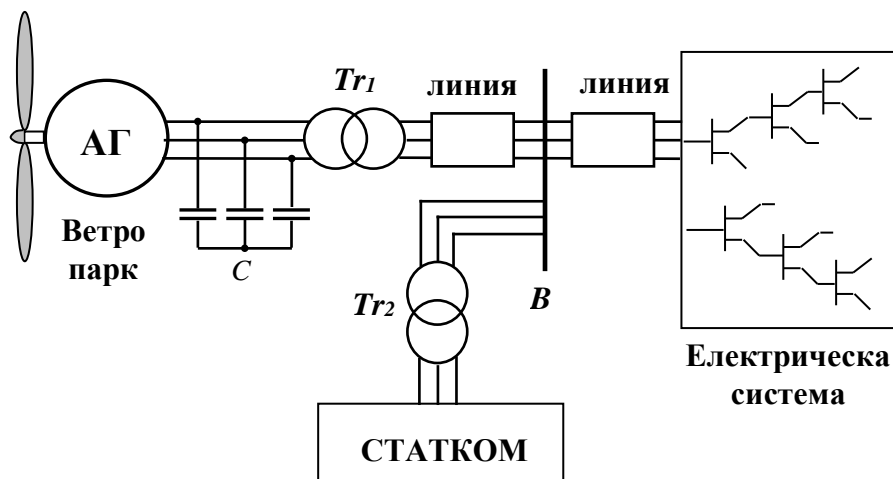 Tr1
линия
линия
АГ
Ветро
парк
C
Tr2
B
Електрическа
система
СТАТКОМ